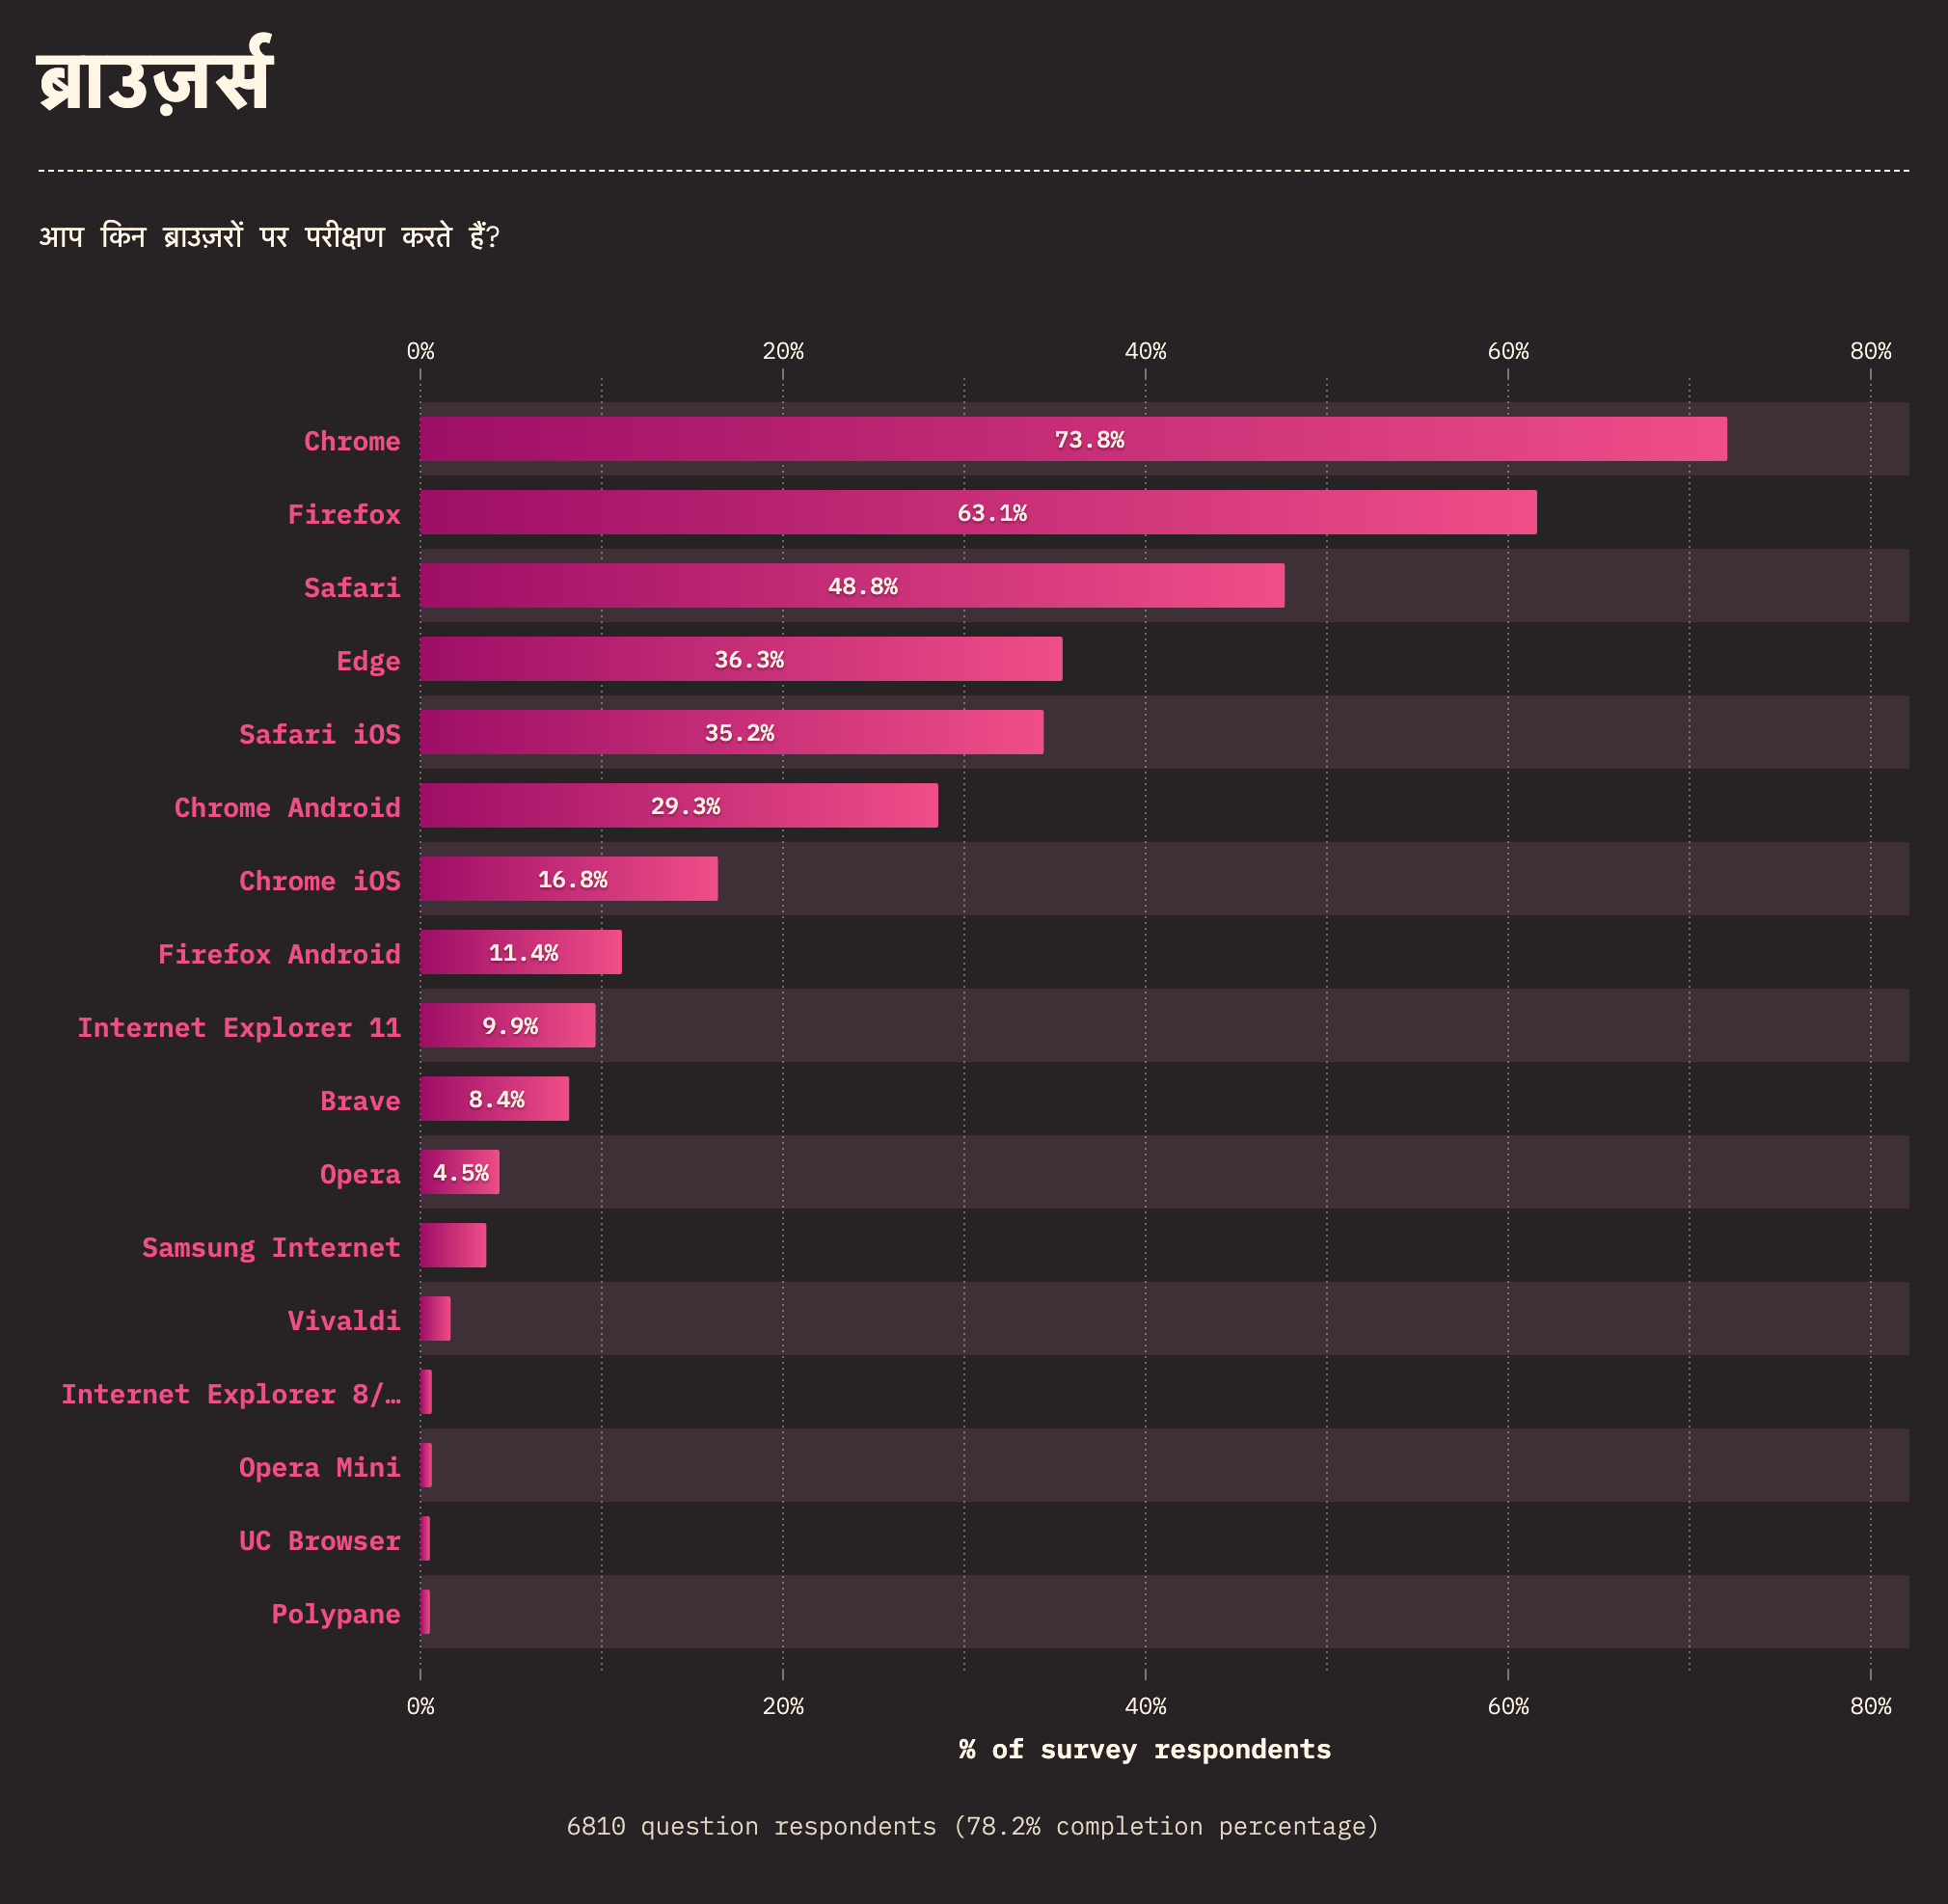 ब्राउज़र्स
आप किन ब्राउज़रों पर परीक्षण करते हैं?
0% 20% 40% 60% 80%
Chrome 73.8%
Firefox 63.1%
Safari 48.8%
Edge 36.3%
Safari iOS 35.2%
Chrome Android 29.3%
Chrome iOS 16.8%
Firefox Android 11.4%
Internet Explorer 11 9.9%
Brave 8.4%
Opera 4.5%
Samsung Internet
Vivaldi
Internet Explorer 8/…
Opera Mini
UC Browser
Polypane
0% 20% 40% 60% 80%
% of survey respondents
6810 question respondents (78.2% completion percentage)